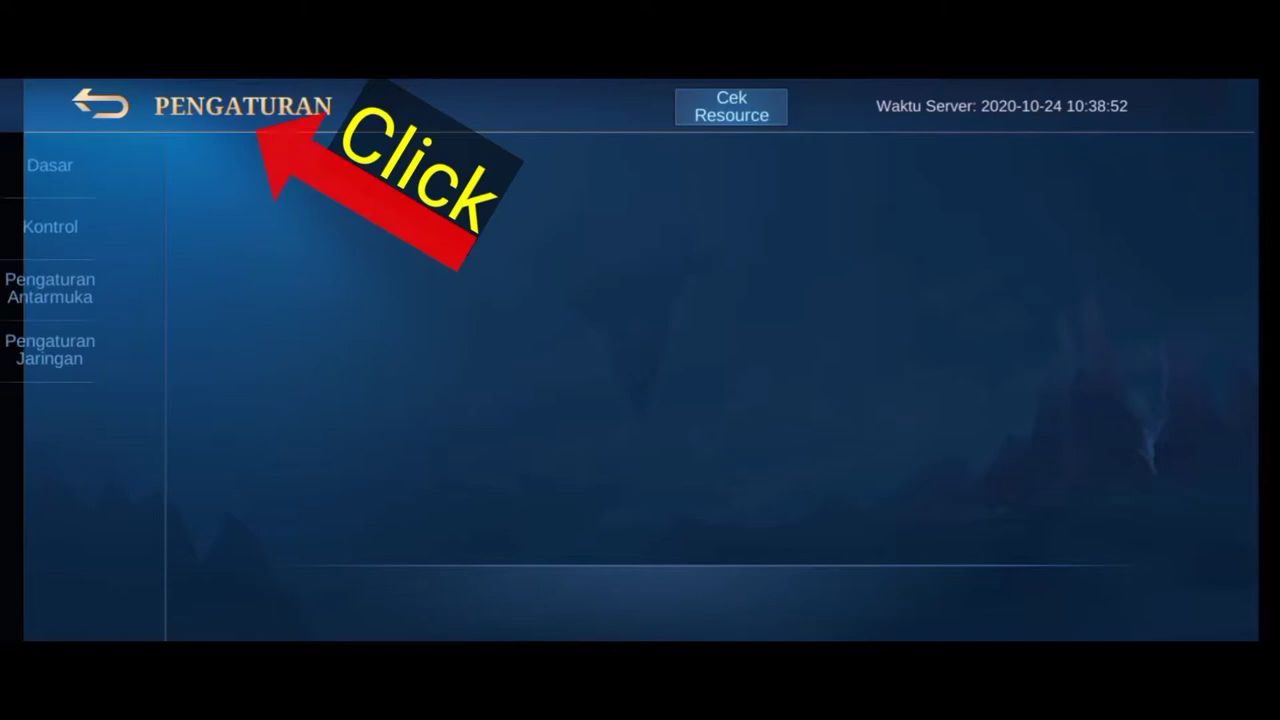 PENGATURAN
Click
Cek
Resource
Waktu Server: 2020-10-24 10:38:52
Dasar
Kontrol
Pengaturan
Antarmuka
Pengaturan
Jaringan